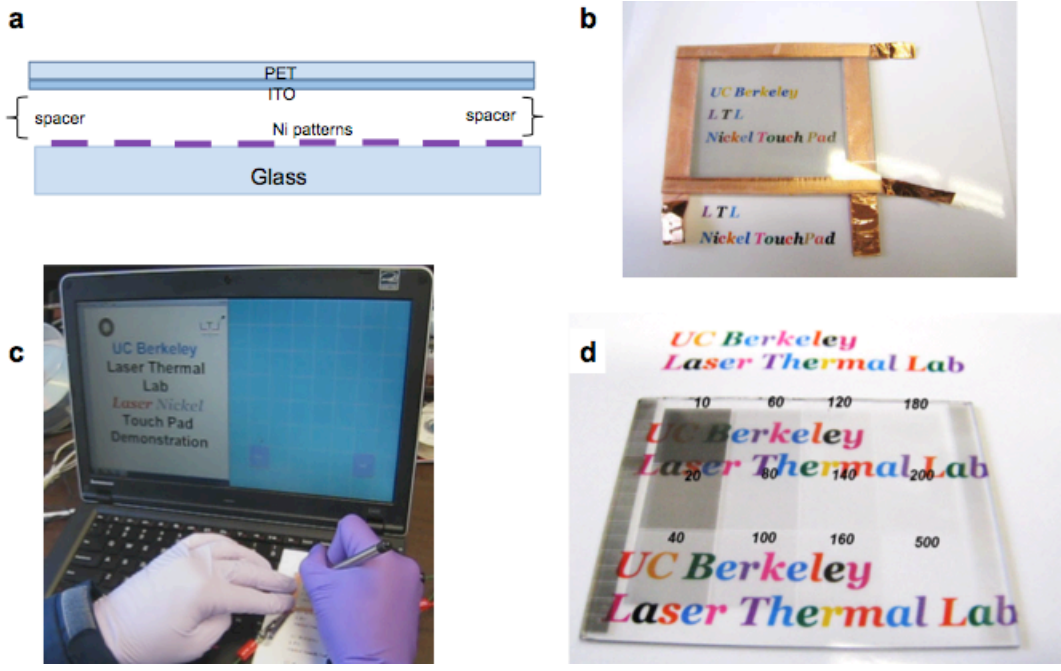 a
PET
ITO
spacer
spacer
Ni patterns
Glass
b
UC Berkeley
L T L
Nickel Touch Pad
L T L
Nickel TouchPad
c
LTL
UC Berkeley
Laser Thermal
Lab
Laser Nickel
Touch Pad
Demonstration
d
UC Berkeley
Laser Thermal Lab
10 60 120 180
UC Berkeley
Laser Thermal Lab
20 80 140 200
40 100 160 500
UC Berkeley
Laser Thermal Lab